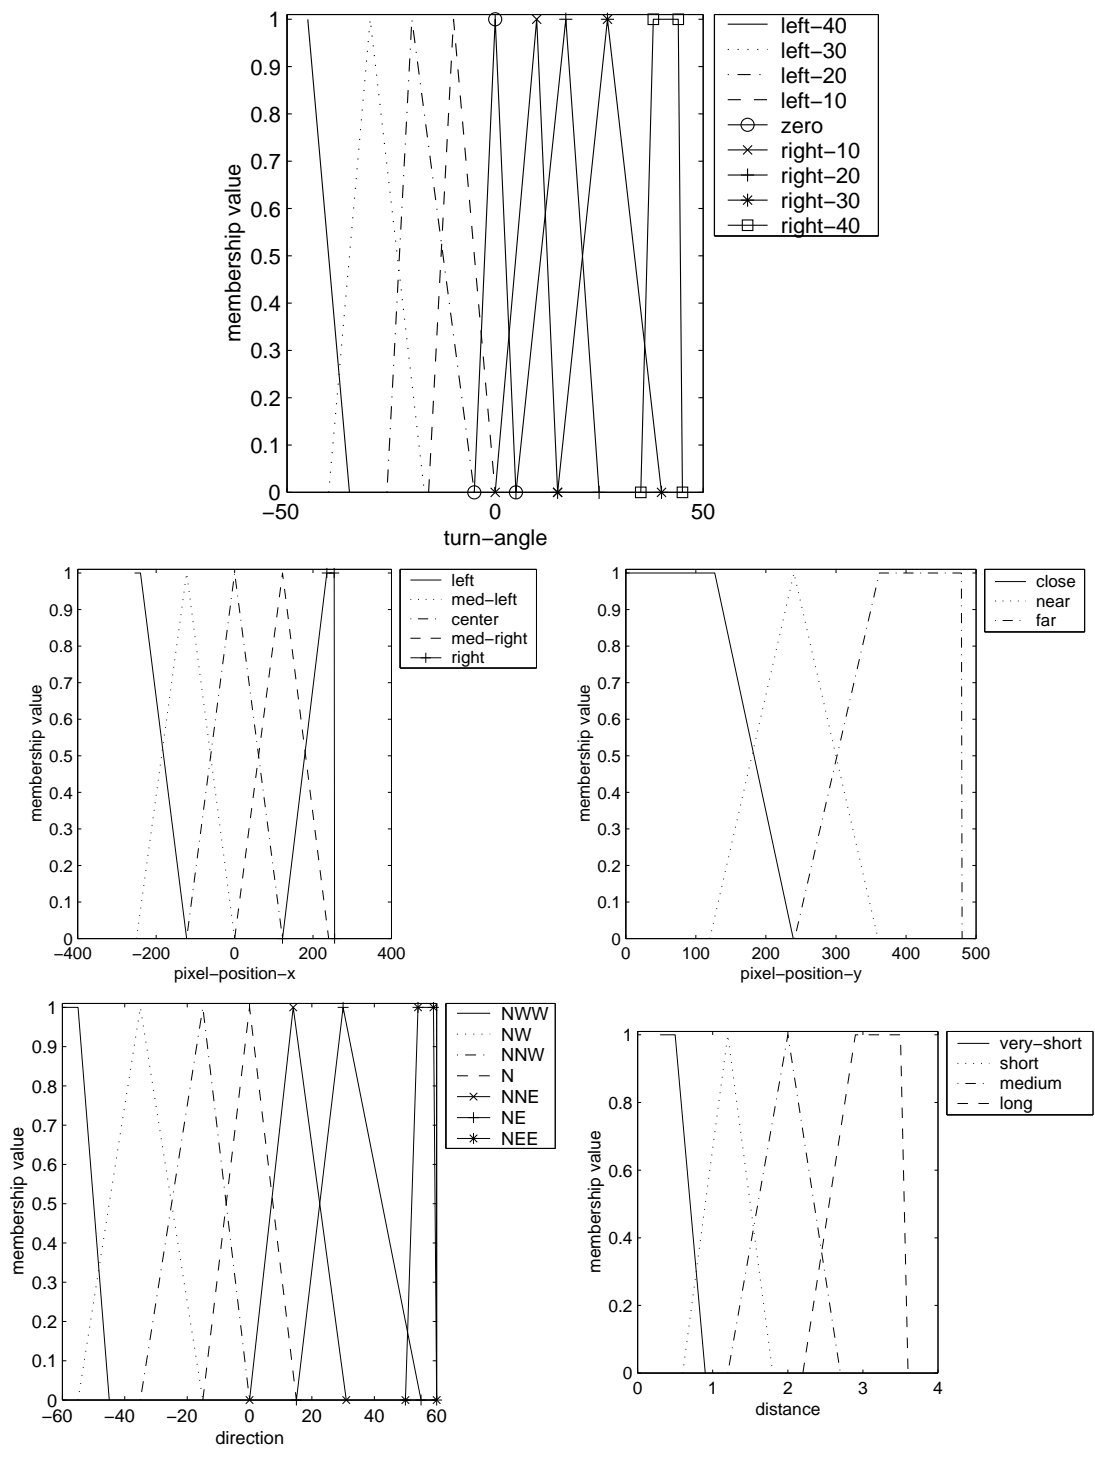 1
0.9
0.8
0.7
0.6
0.5
0.4
0.3
0.2
0.1
0
membership value
−50
0
50
turn−angle
left−40
left−30
left−20
left−10
zero
right−10
right−20
right−30
right−40
1
0.9
0.8
0.7
0.6
0.5
0.4
0.3
0.2
0.1
0
membership value
−400
−200
0
200
400
pixel−position−x
left
med−left
center
med−right
right
1
0.9
0.8
0.7
0.6
0.5
0.4
0.3
0.2
0.1
0
membership value
0
100
200
300
400
500
pixel−position−y
close
near
far
1
0.9
0.8
0.7
0.6
0.5
0.4
0.3
0.2
0.1
0
membership value
−60
−40
−20
0
20
40
60
direction
NWW
NW
NNW
N
NNE
NE
NEE
1
0.8
0.6
0.4
0.2
0
membership value
0
1
2
3
4
distance
very−short
short
medium
long